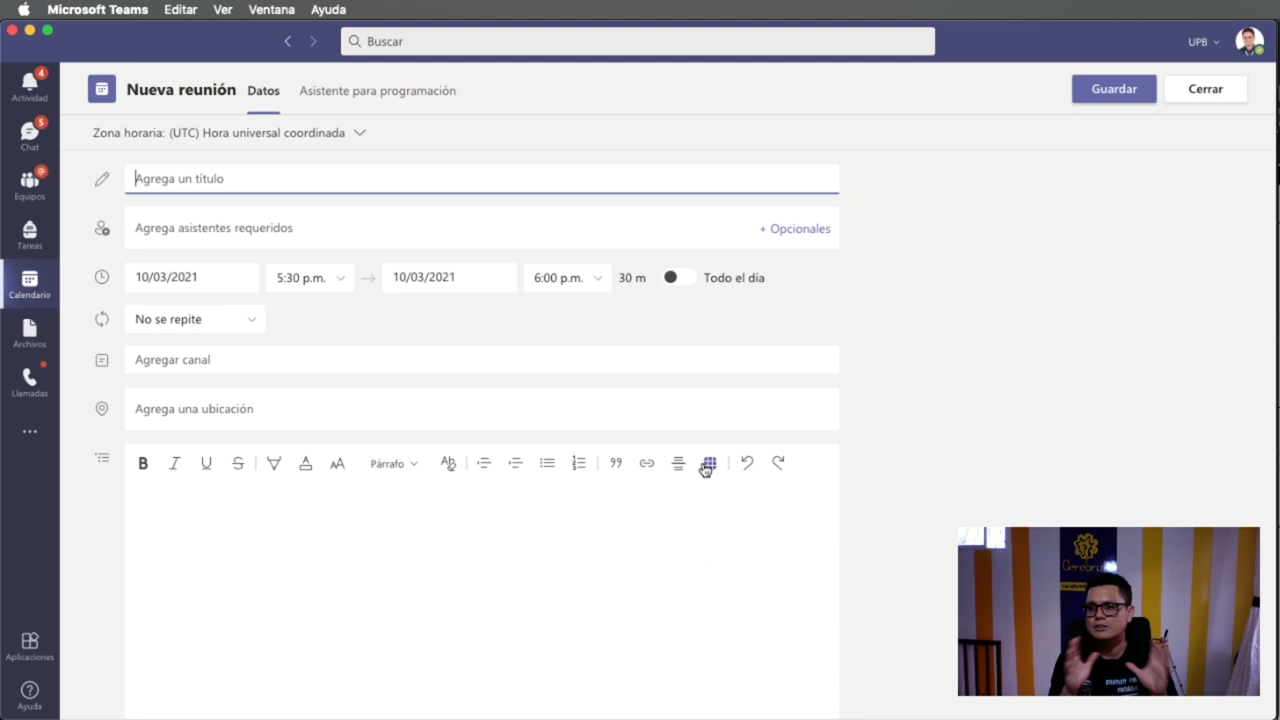 Microsoft Teams Editar Ver Ventana Ayuda
Buscar
UPB
4
Actividad
5
Chat
Equipos
Tareas
Calendario
Archivos
Llamadas
Aplicaciones
Ayuda
Nueva reunión Datos Asistente para programación
Guardar Cerrar
Zona horaria: (UTC) Hora universal coordinada
Agrega un título
Agrega asistentes requeridos + Opcionales
10/03/2021 5:30 p.m. → 10/03/2021 6:00 p.m. 30 m Todo el día
No se repite
Agregar canal
Agrega una ubicación
B I U S A AA Párrafo Ab